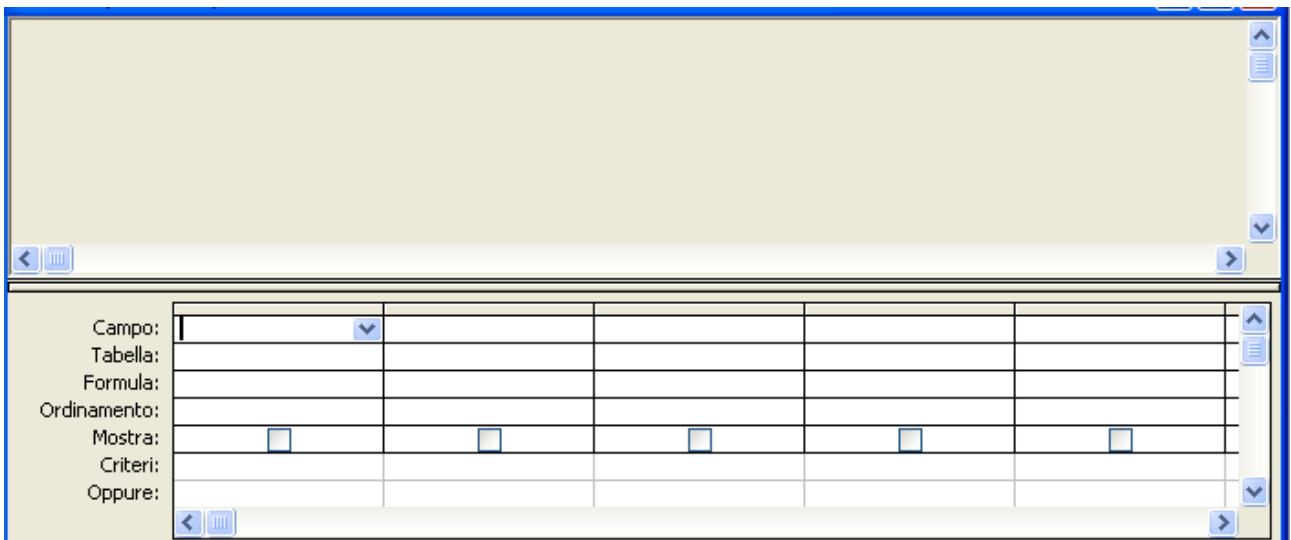 Campo:
Tabella:
Formula:
Ordinamento:
Mostra:
Criteri:
Oppure: